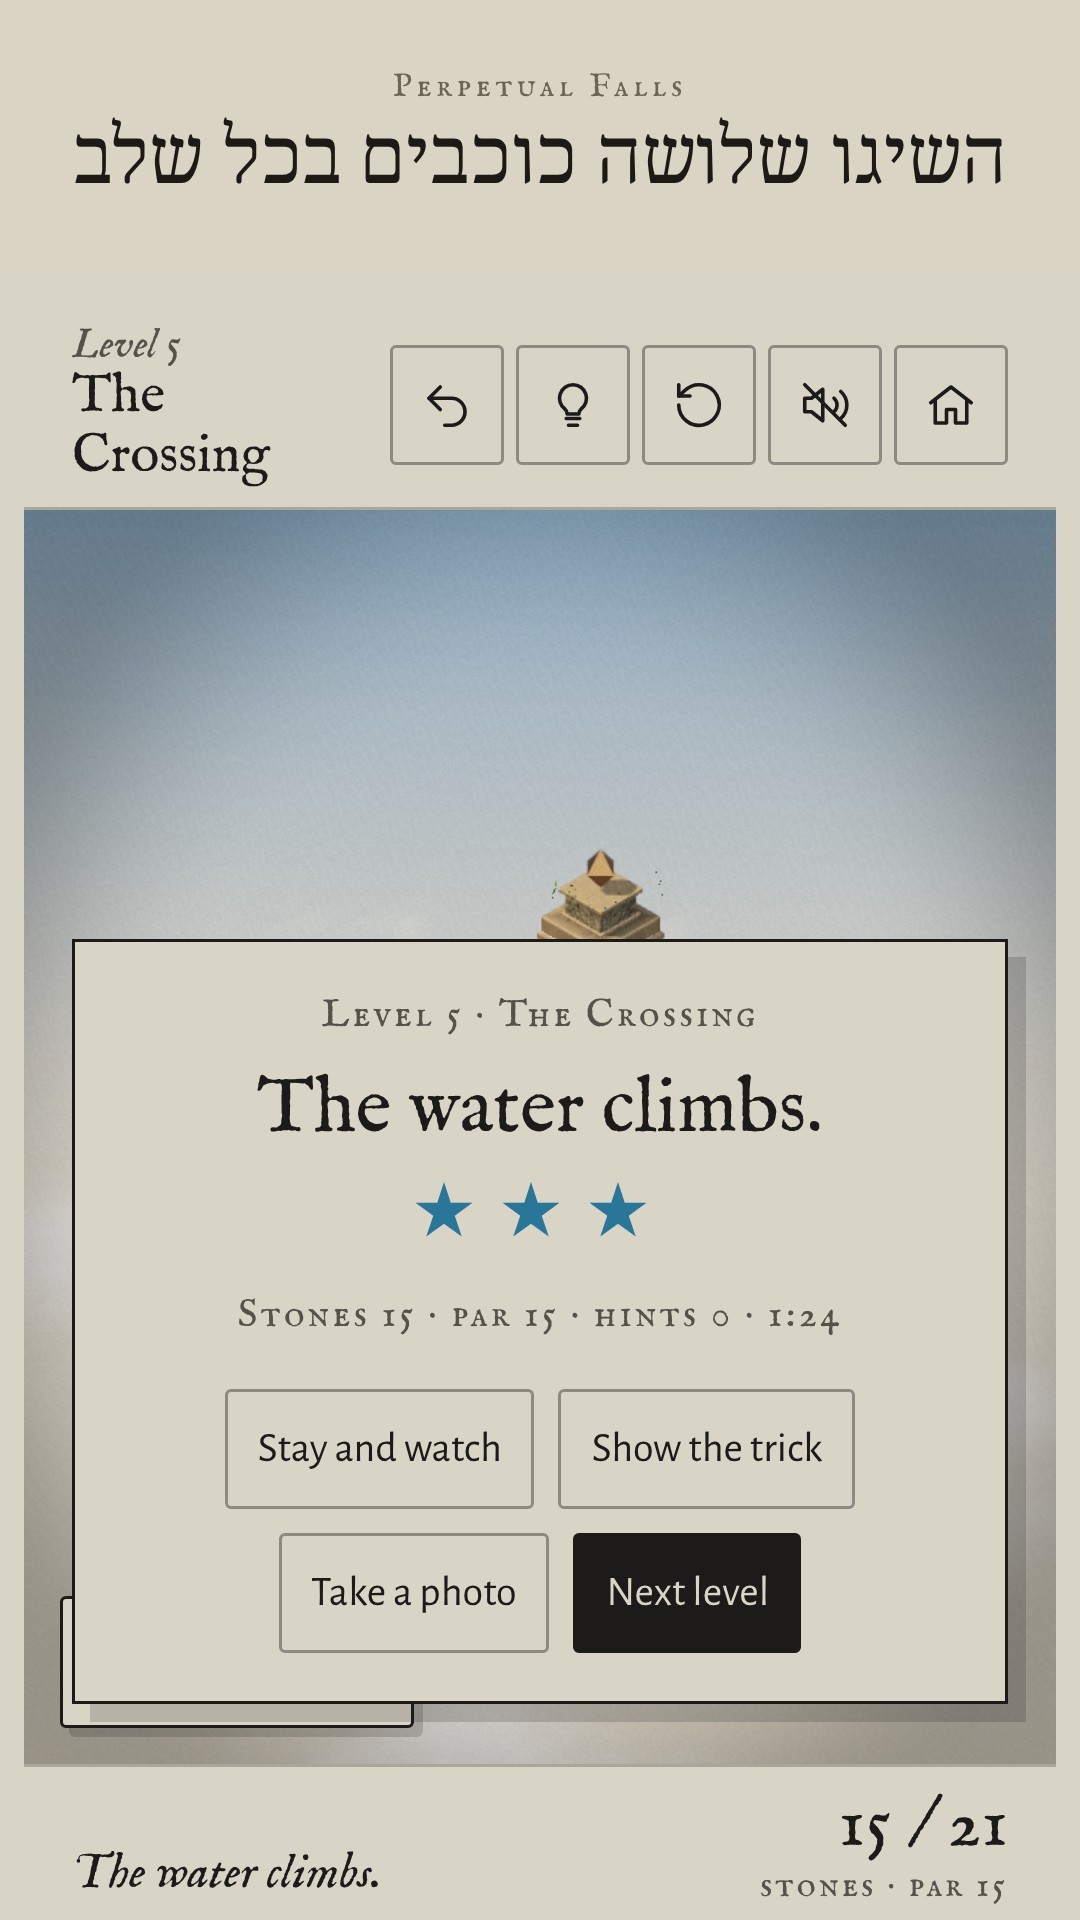 Perpetual Falls
השיגו שלושה כוכבים בכל שלב
Level 5
The
Crossing
Level 5 · The Crossing
The water climbs.
★ ★ ★
Stones 15 · par 15 · hints 0 · 1:24
Stay and watch
Show the trick
Take a photo
Next level
The water climbs.
15 / 21
stones · par 15